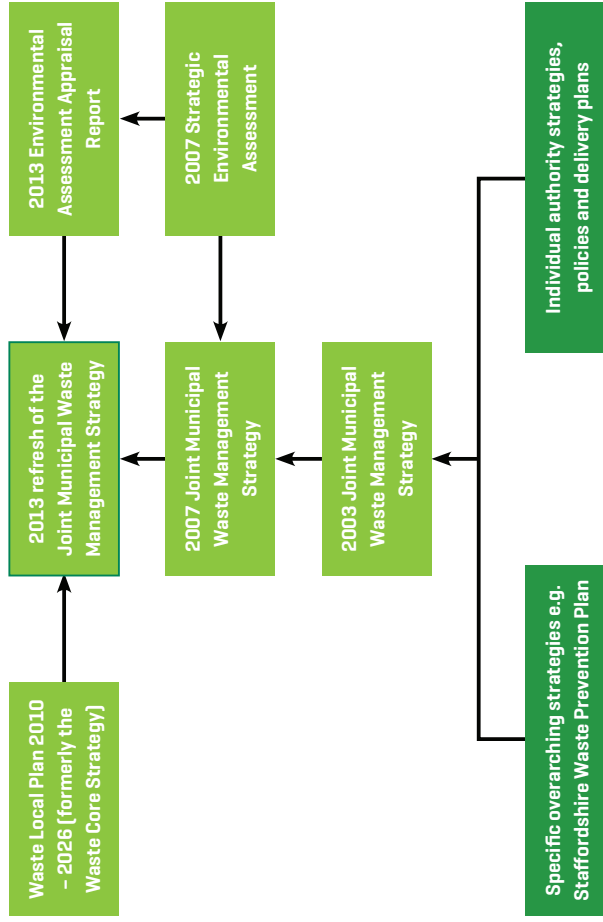 Waste Local Plan 2010
– 2026 (formerly the
Waste Core Strategy)
2013 refresh of the
Joint Municipal Waste
Management Strategy
2013 Environmental
Assessment Appraisal
Report
2007 Joint Municipal
Waste Management
Strategy
2007 Strategic
Environmental
Assessment
2003 Joint Municipal
Waste Management
Strategy
Specific overarching strategies e.g.
Staffordshire Waste Prevention Plan
Individual authority strategies,
policies and delivery plans